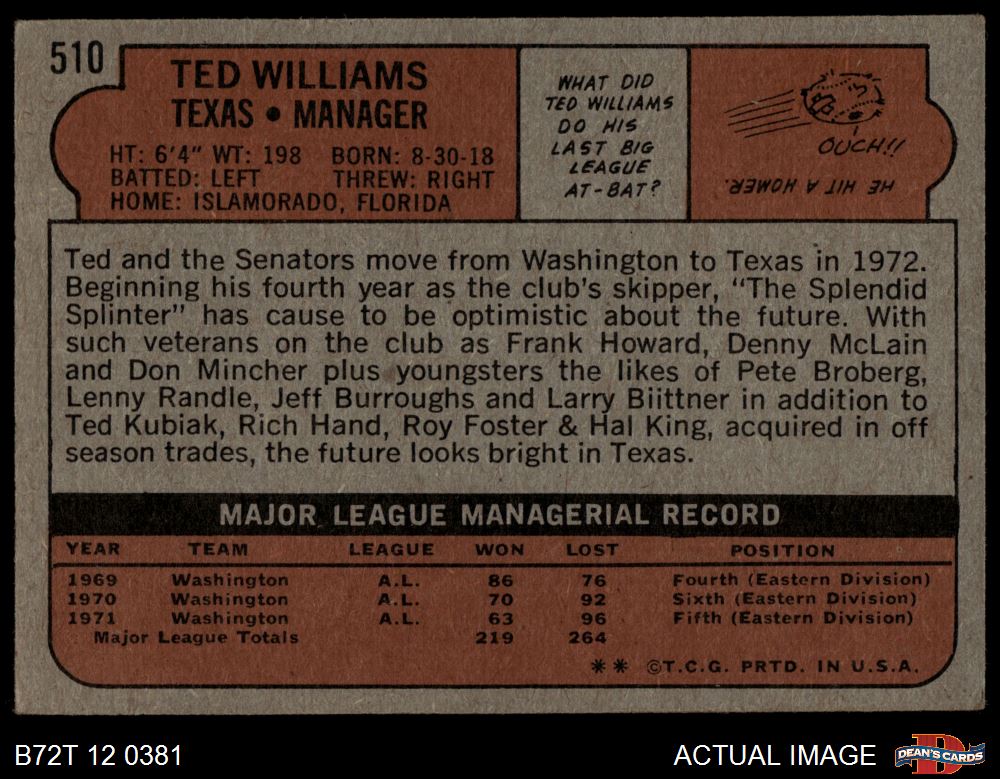 510
TED WILLIAMS
TEXAS • MANAGER
HT: 6'4" WT: 198 BORN: 8-30-18
BATTED: LEFT THREW: RIGHT
HOME: ISLAMORADO, FLORIDA
WHAT DID
TED WILLIAMS
DO HIS
LAST BIG
LEAGUE
AT-BAT?
OUCH!!
HE HIT A HOMER.
Ted and the Senators move from Washington to Texas in 1972.
Beginning his fourth year as the club's skipper, "The Splendid
Splinter" has cause to be optimistic about the future. With
such veterans on the club as Frank Howard, Denny McLain
and Don Mincher plus youngsters the likes of Pete Broberg,
Lenny Randle, Jeff Burroughs and Larry Biittner in addition to
Ted Kubiak, Rich Hand, Roy Foster & Hal King, acquired in off
season trades, the future looks bright in Texas.
MAJOR LEAGUE MANAGERIAL RECORD
YEAR TEAM LEAGUE WON LOST POSITION
1969 Washington A.L. 86 76 Fourth (Eastern Division)
1970 Washington A.L. 70 92 Sixth (Eastern Division)
1971 Washington A.L. 63 96 Fifth (Eastern Division)
Major League Totals 219 264
** ©T.C.G. PRTD. IN U.S.A.
B72T 12 0381 ACTUAL IMAGE DEAN'S CARDS